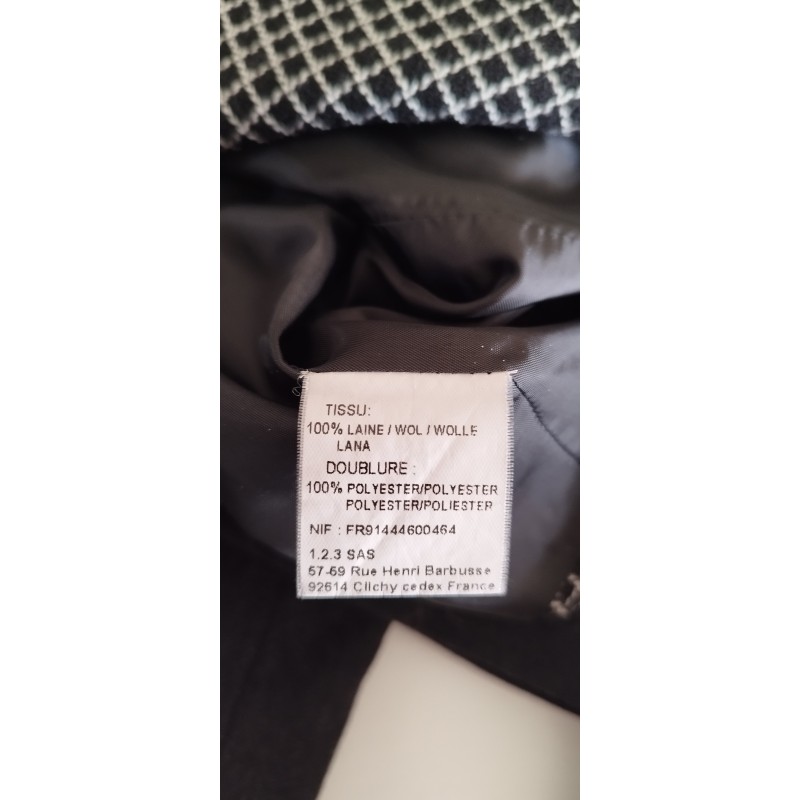 TISSU:
100% LAINE / WOL / WOLLE
LANA
DOUBLURE :
100% POLYESTER/POLYESTER
POLYESTER/POLIESTER
NIF : FR91444600464
1.2.3 SAS
57-69 Rue Henri Barbusse
92614 Clichy cedex France